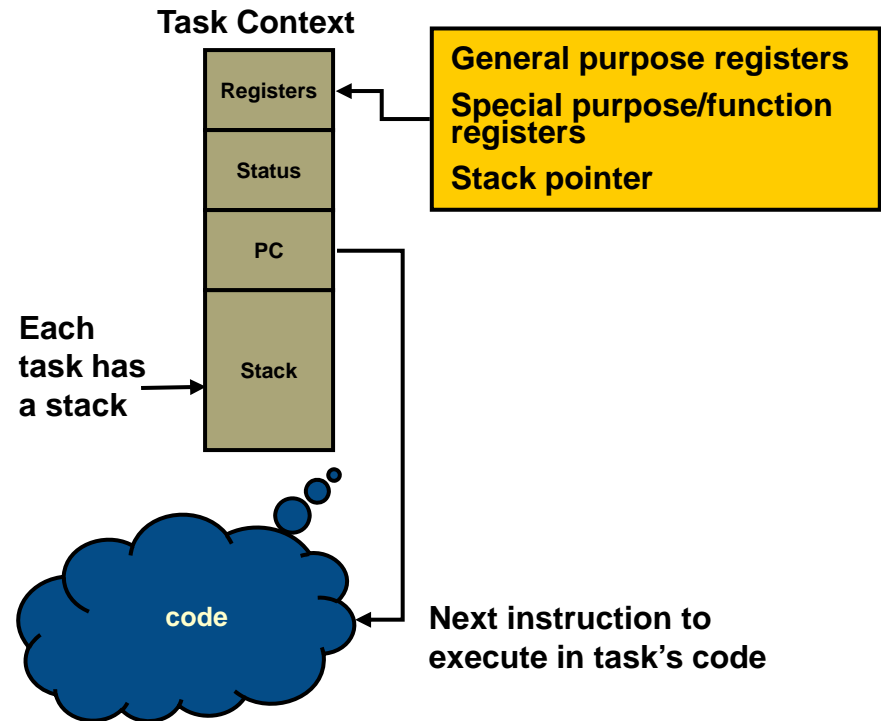 Task Context
Registers
Status
PC
Stack
General purpose registers
Special purpose/function
registers
Stack pointer
Each
task has
a stack
code
Next instruction to
execute in task's code